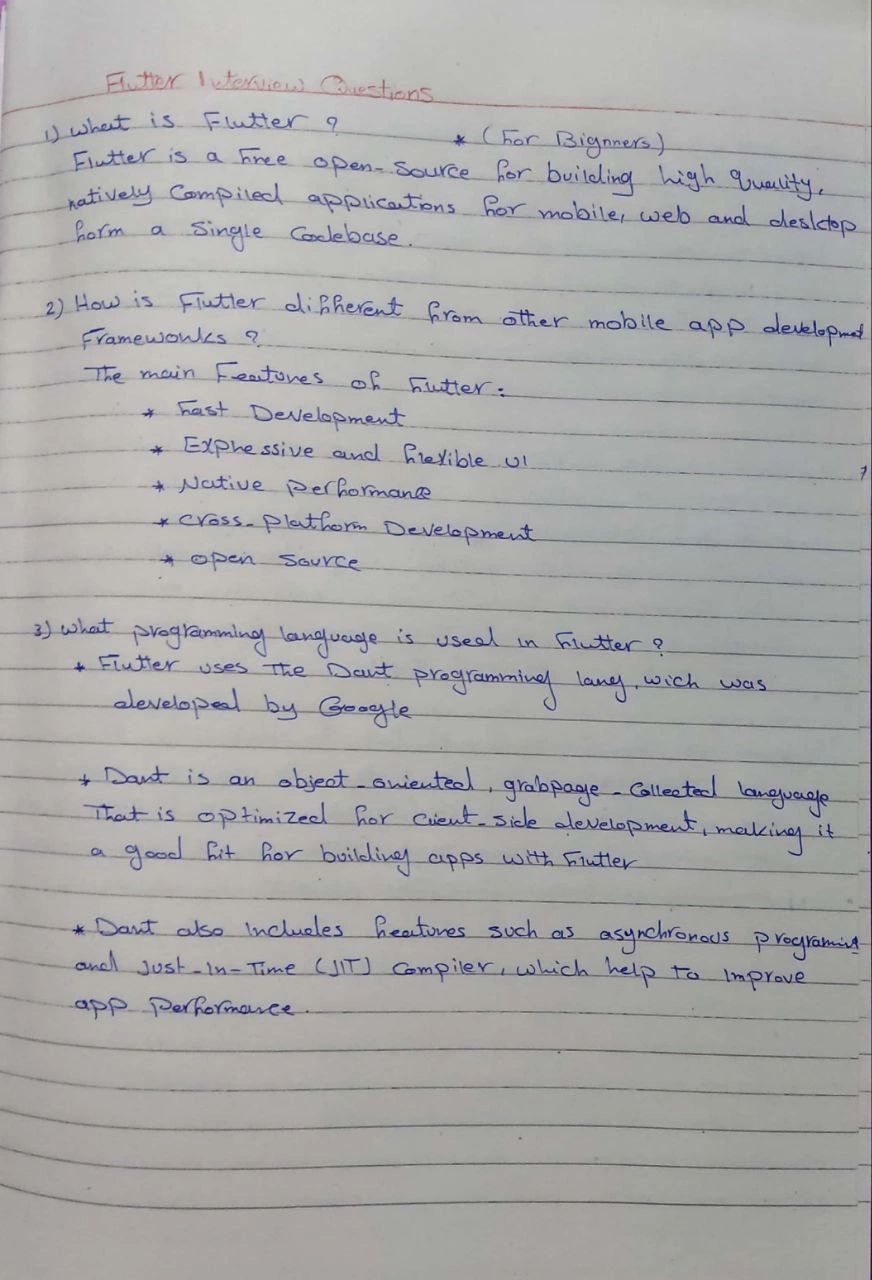 Flutter Interview Questions
1) What is Flutter ? * (For Bignners)
Flutter is a free open-source for building high quality,
natively Compiled applications for mobile, web and desktop
form a Single Codebase.
2) How is Flutter different from other mobile app development
Frameworks ?
The main Features of Flutter:
* Fast Development
* Expressive and flexible UI
* Native Performance
* Cross-Platform Development
* open Source
3) What programming language is used in Flutter ?
* Flutter uses The Dart programming lang, wich was
developed by Google
* Dart is an object-oriented, grabpage-Collected language
That is optimized for client-side development, making it
a good fit for building apps with Flutter
* Dart also Includes features such as asynchronous programing
and Just-In-Time (JIT) Compiler, which help To Improve
app Performance.